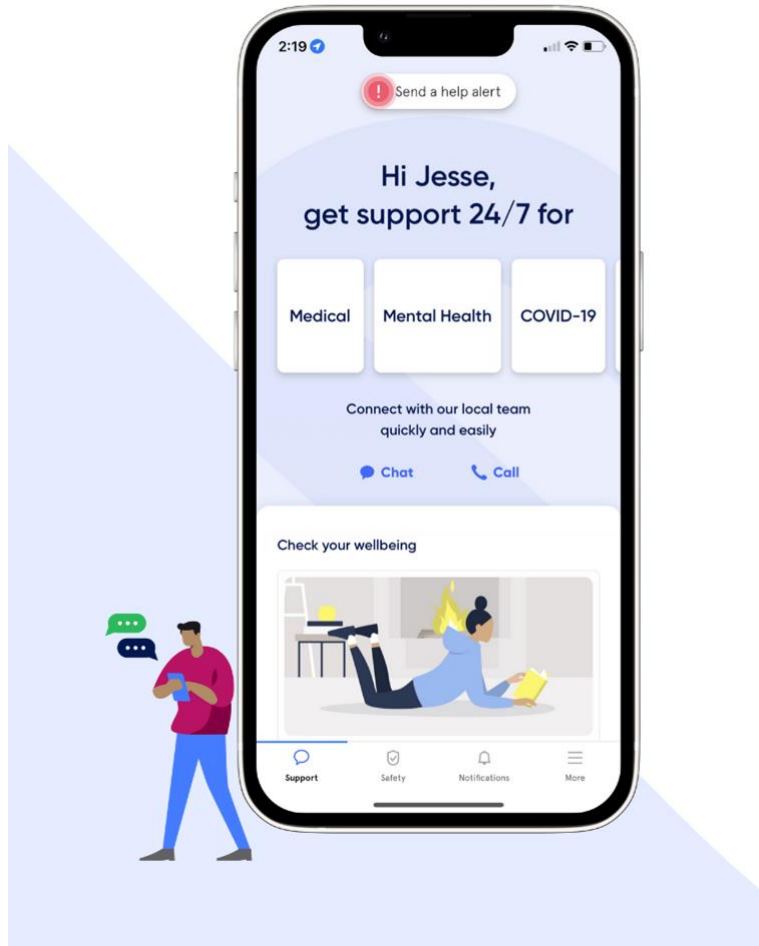 2:19
Send a help alert
Hi Jesse,
get support 24/7 for
Medical
Mental Health
COVID-19
Connect with our local team
quickly and easily
Chat
Call
Check your wellbeing
Support
Safety
Notifications
More